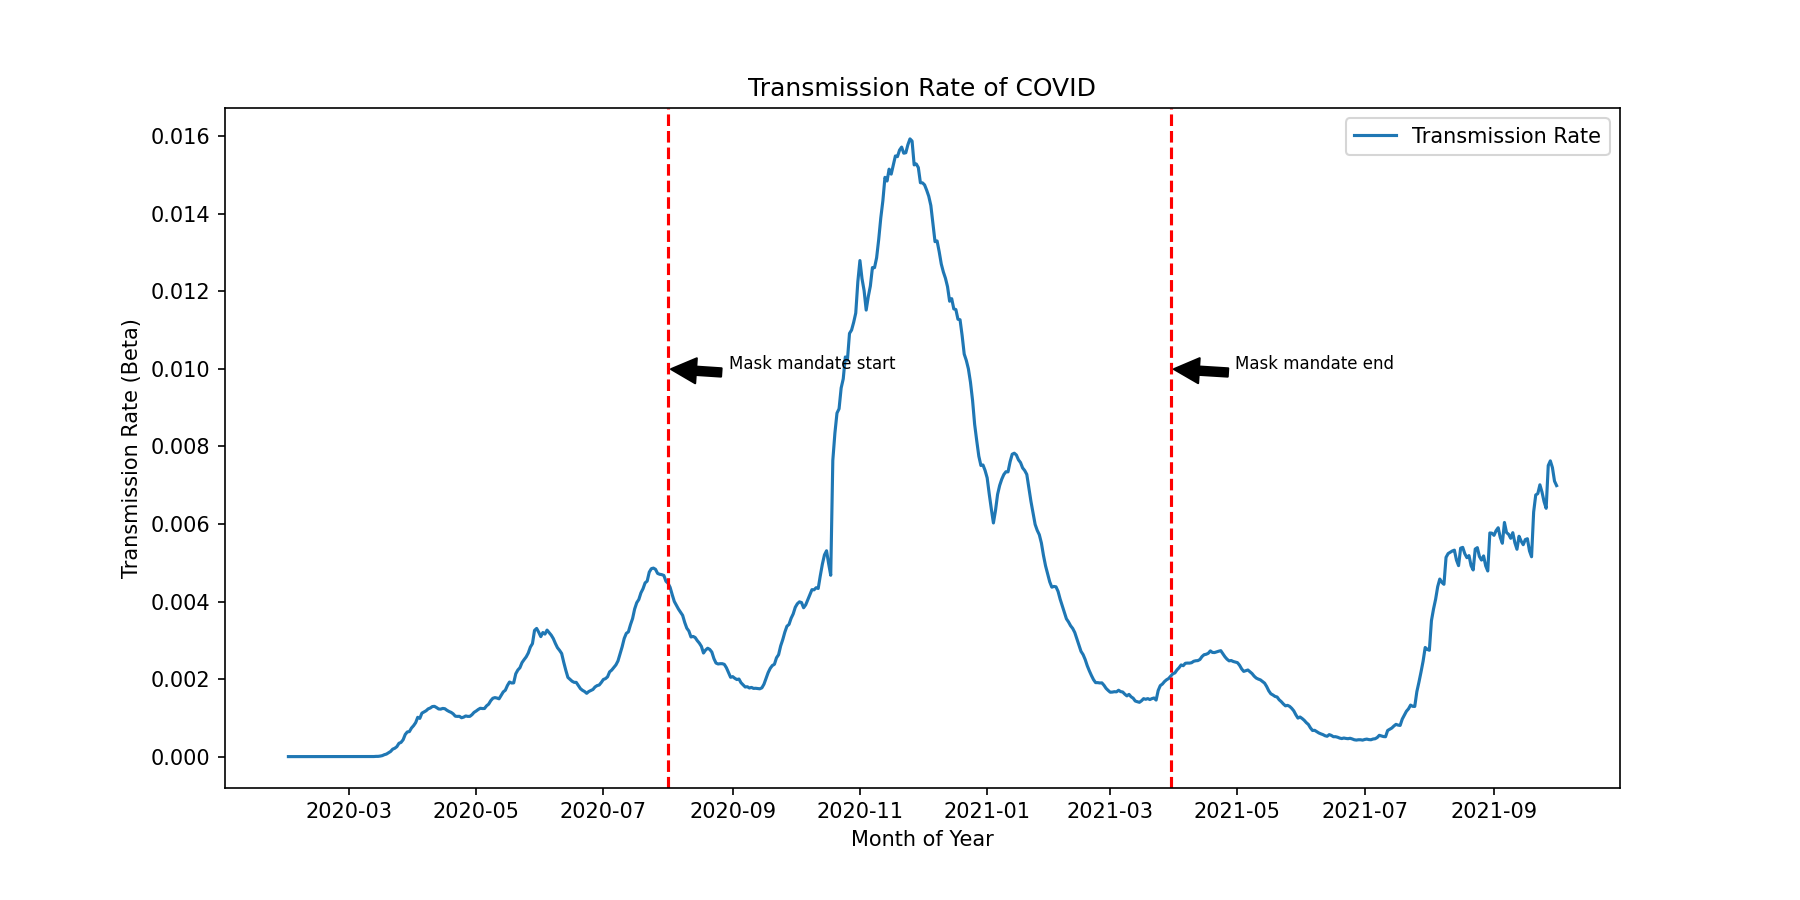 Transmission Rate of COVID
Transmission Rate
0.016
0.014
0.012
0.010
0.008
0.006
0.004
0.002
0.000
Transmission Rate (Beta)
Mask mandate start
Mask mandate end
2020-03 2020-05 2020-07 2020-09 2020-11 2021-01 2021-03 2021-05 2021-07 2021-09
Month of Year